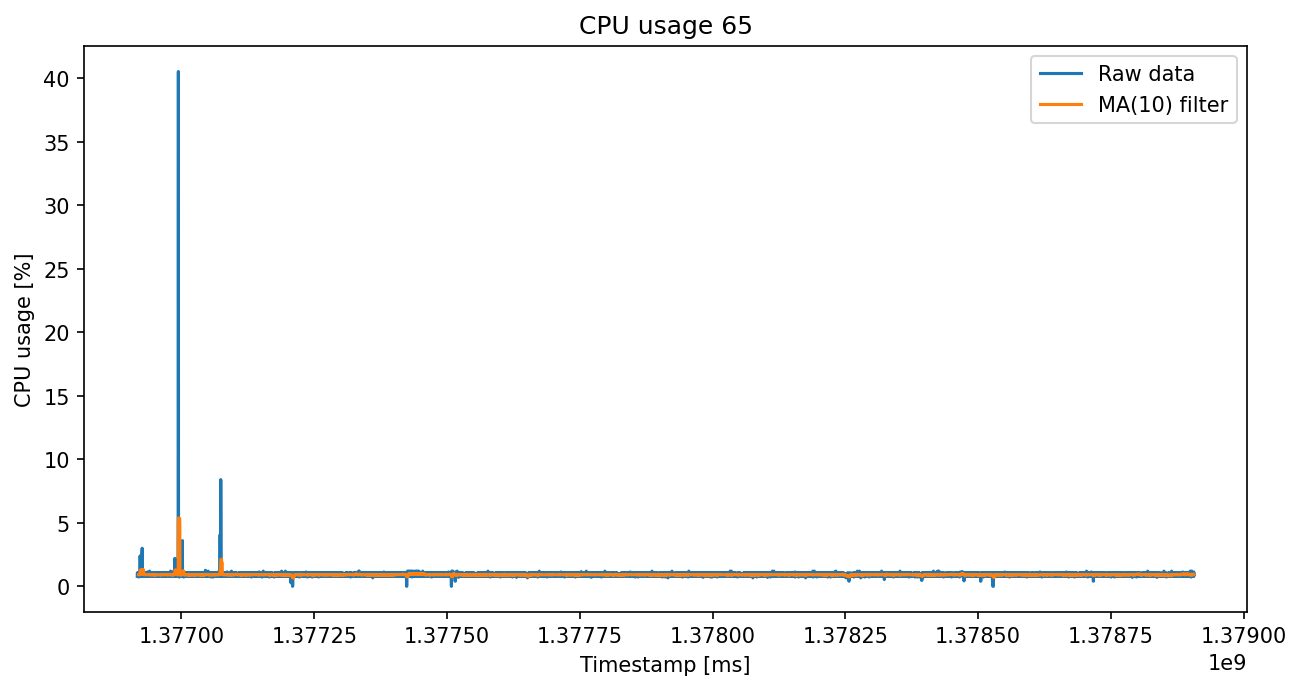 CPU usage 65
Raw data
MA(10) filter
CPU usage [%]
40
35
30
25
20
15
10
5
0
1.37700 1.37725 1.37750 1.37775 1.37800 1.37825 1.37850 1.37875 1.37900
1e9
Timestamp [ms]